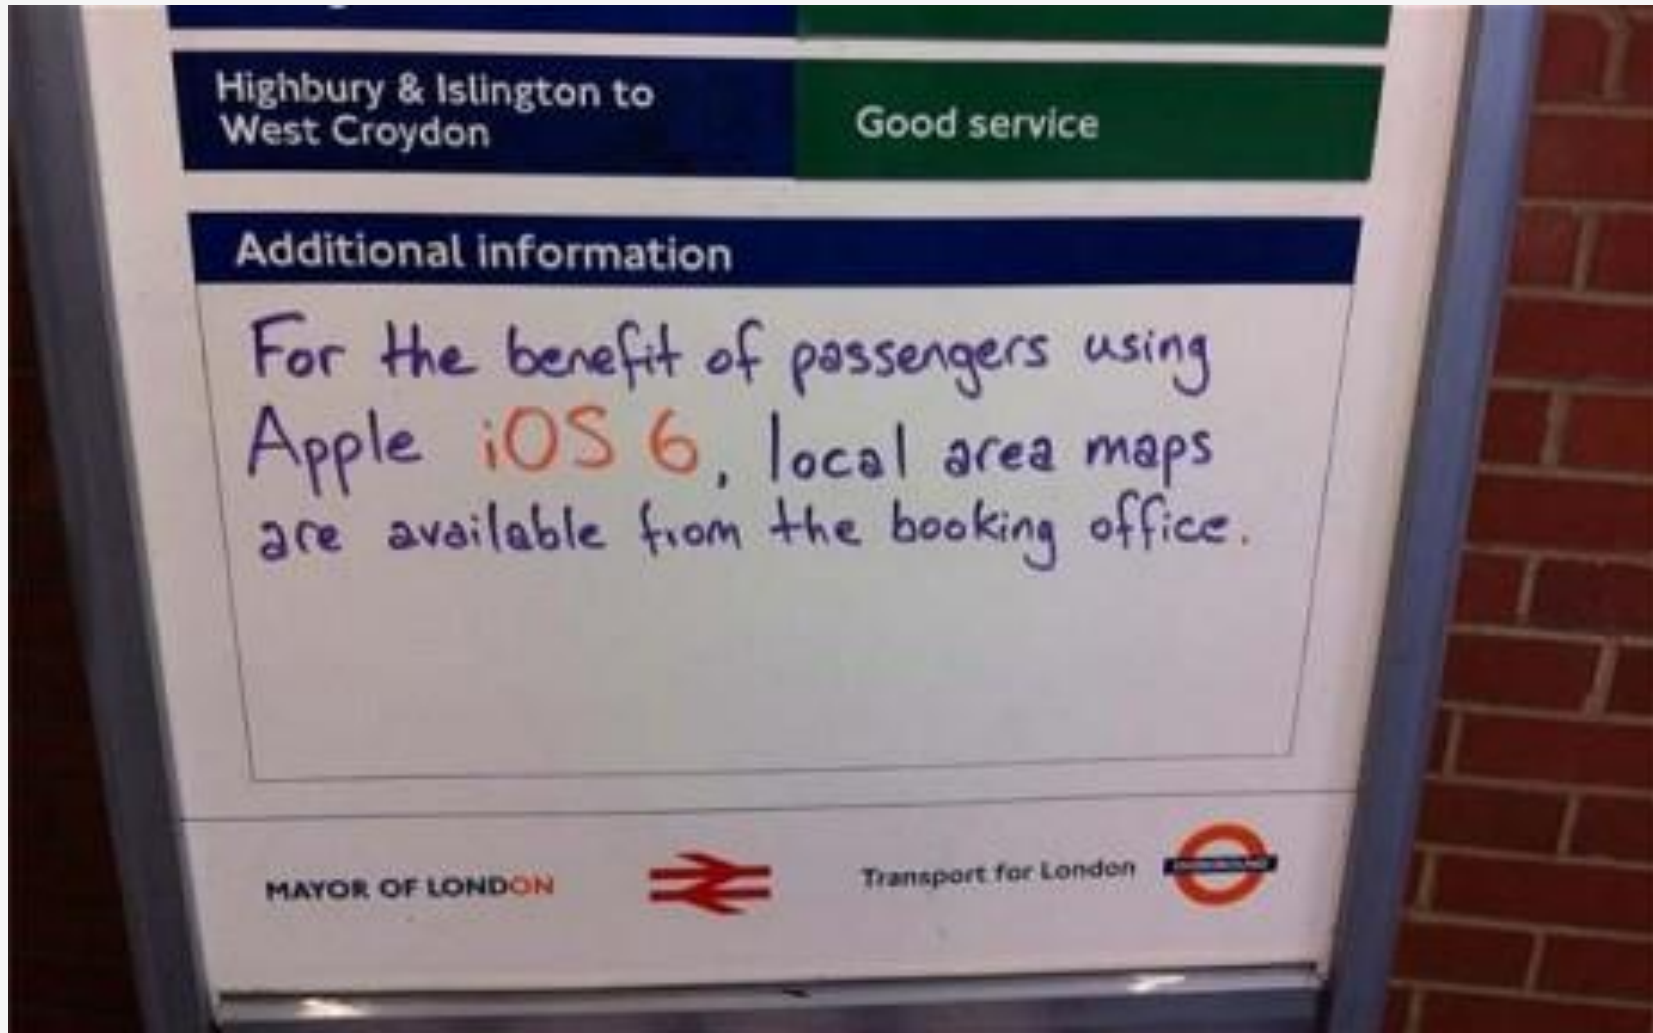 Highbury & Islington to
West Croydon
Good service
Additional information
For the benefit of passengers using
Apple iOS 6, local area maps
are available from the booking office.
MAYOR OF LONDON
Transport for London